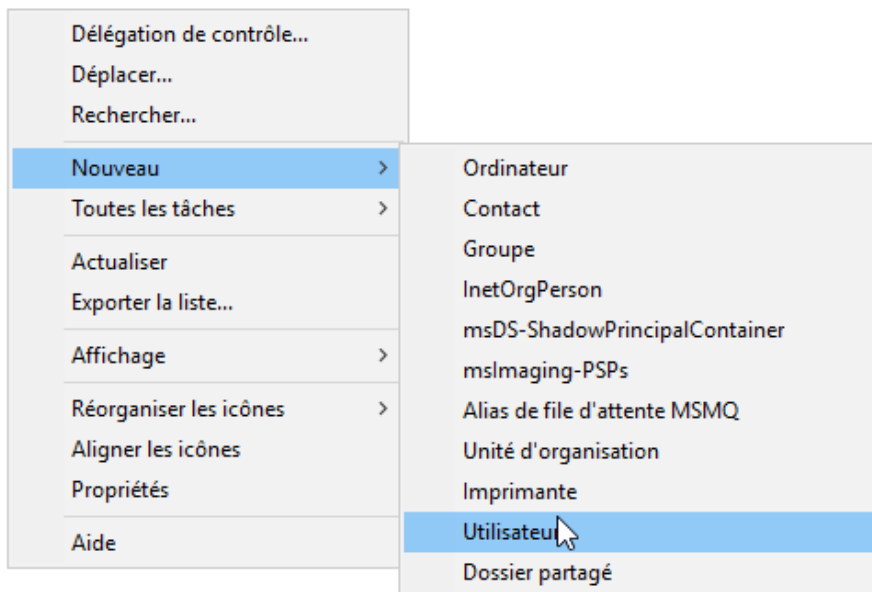 Délégation de contrôle...
Déplacer...
Rechercher...
Nouveau
Toutes les tâches
Actualiser
Exporter la liste...
Affichage
Réorganiser les icônes
Aligner les icônes
Propriétés
Aide
Ordinateur
Contact
Groupe
InetOrgPerson
msDS-ShadowPrincipalContainer
msImaging-PSPs
Alias de file d'attente MSMQ
Unité d'organisation
Imprimante
Utilisateur
Dossier partagé